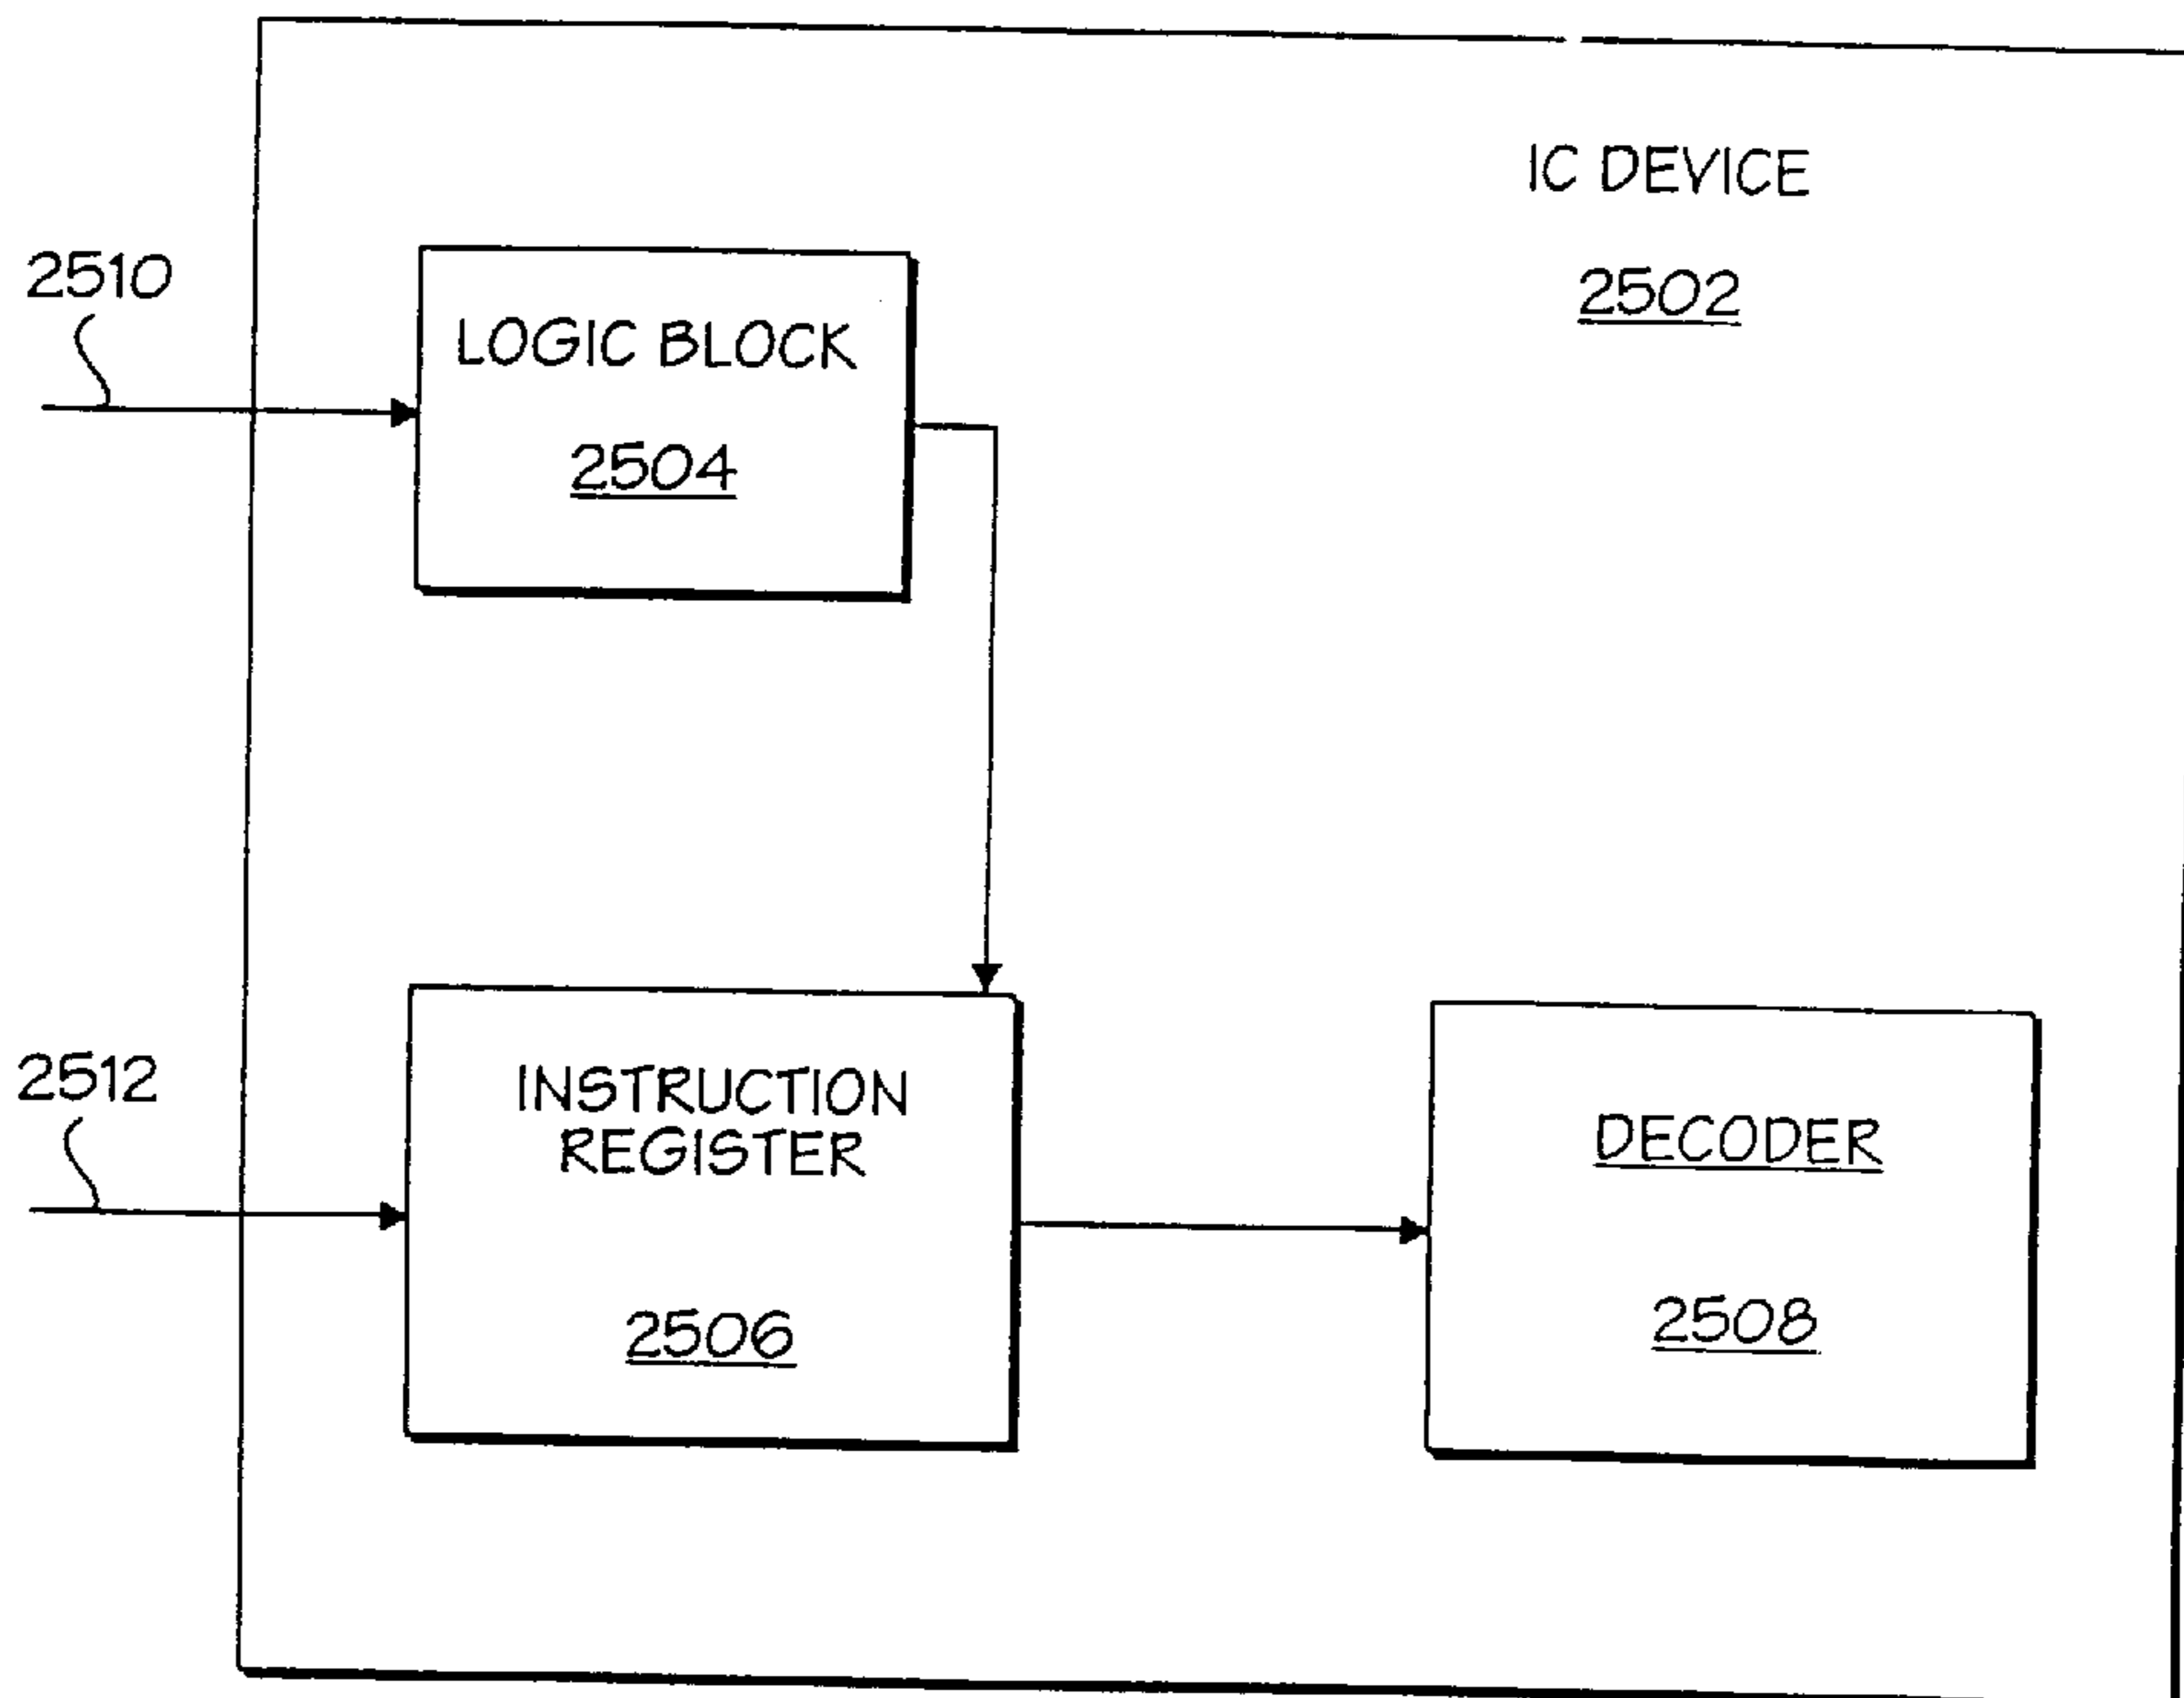 IC DEVICE
2502
2510
LOGIC BLOCK
2504
2512
INSTRUCTION
REGISTER
2506
DECODER
2508